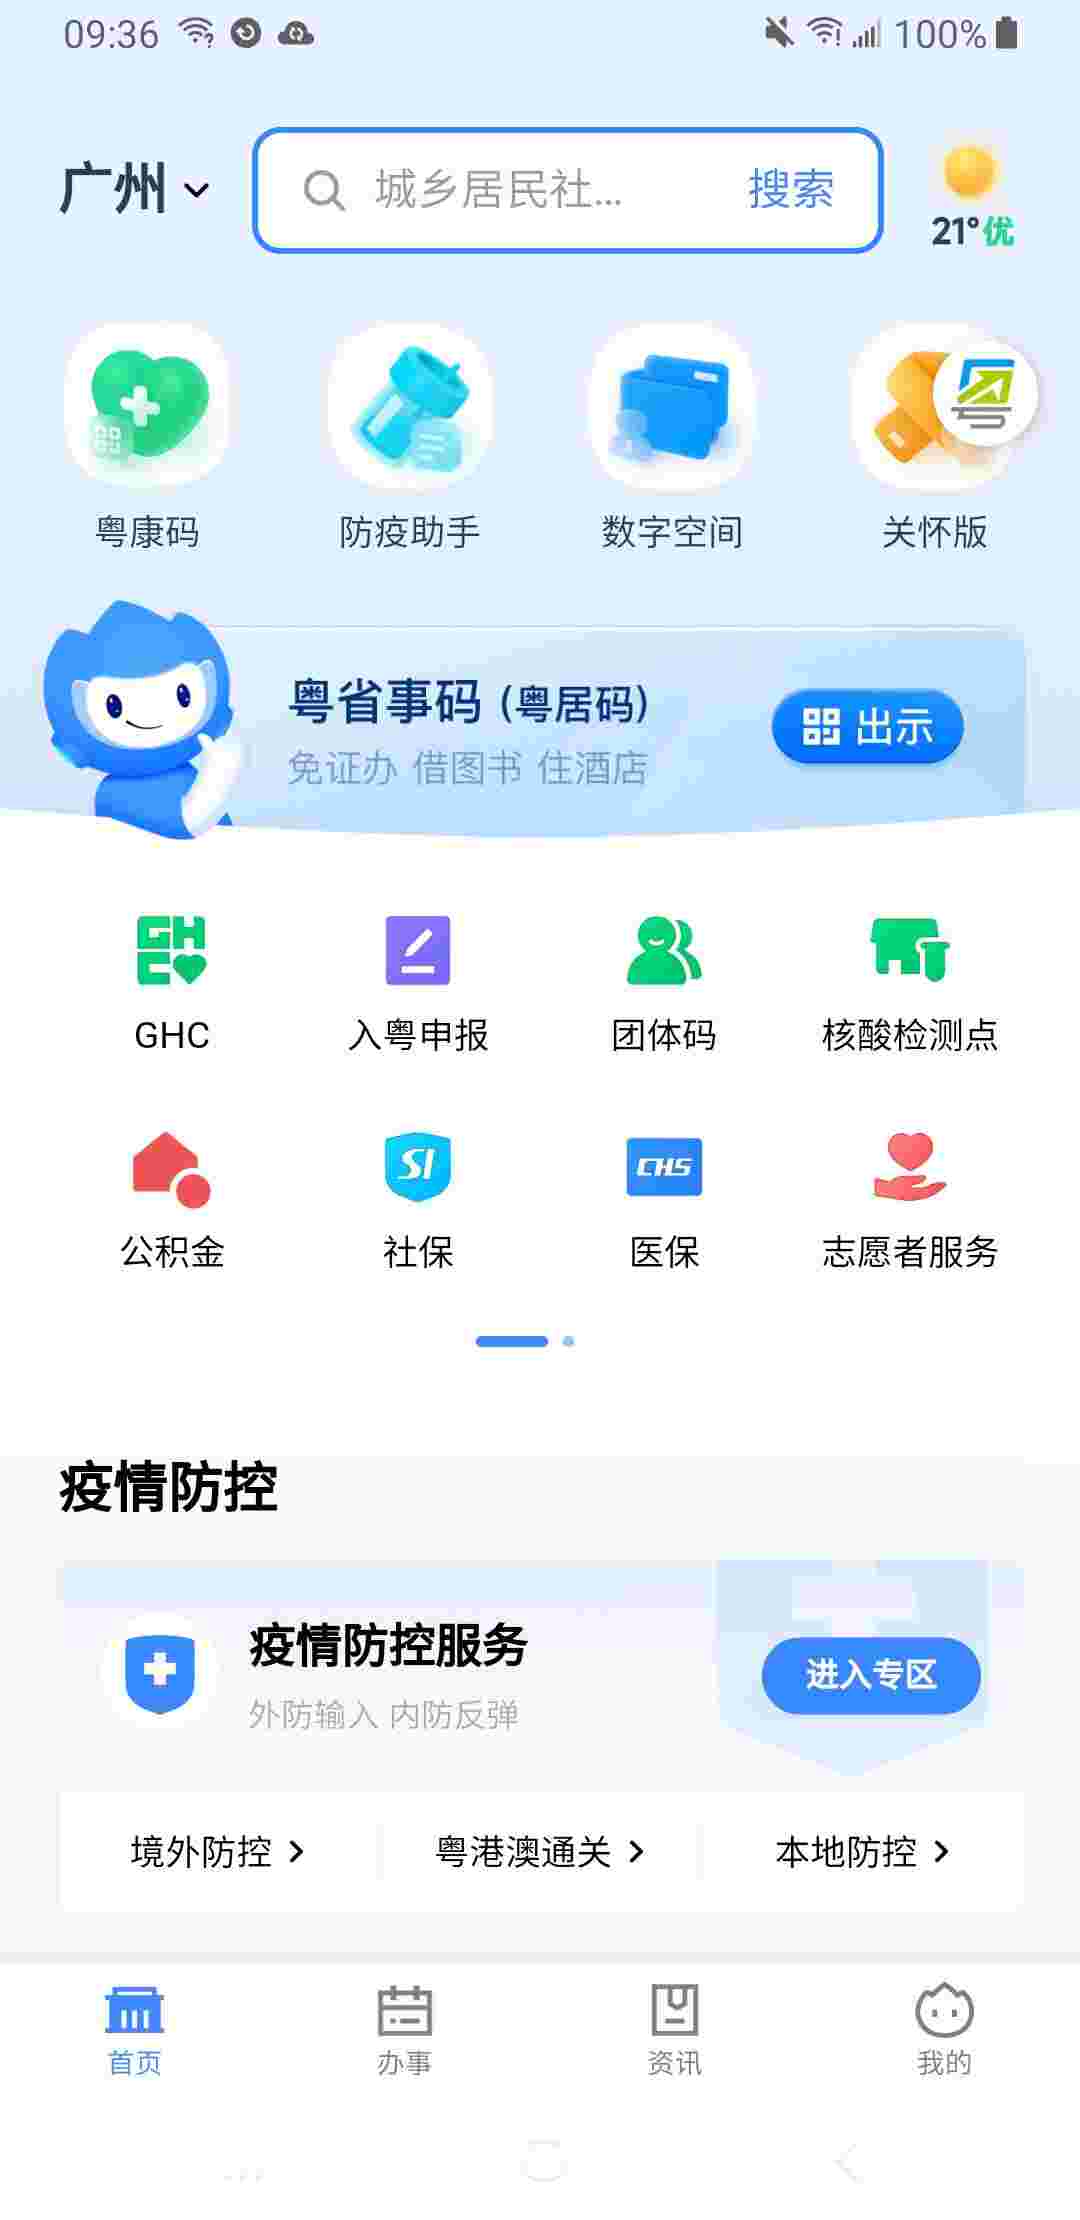 09:36
100%
广州
城乡居民社...
搜索
21°优
粤康码
防疫助手
数字空间
关怀版
粤省事码 (粤居码)
免证办 借图书 住酒店
出示
GHC
GHC
入粤申报
团体码
核酸检测点
SI
CHS
公积金
社保
医保
志愿者服务
疫情防控
疫情防控服务
外防输入 内防反弹
进入专区
境外防控
粤港澳通关
本地防控
首页
办事
资讯
我的